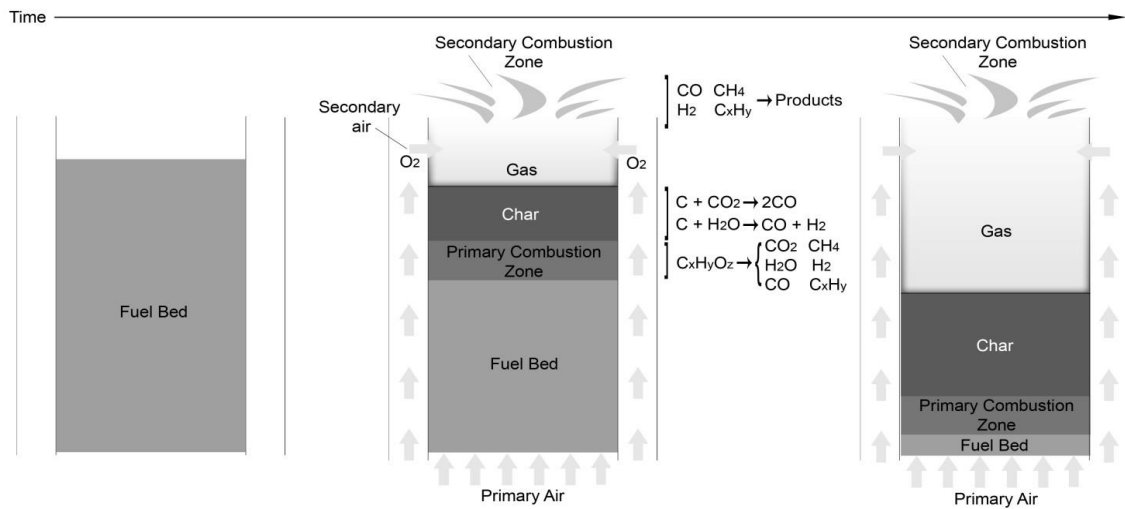 Time
Fuel Bed
Secondary Combustion
Zone
Secondary
air
O2
O2
Gas
Char
Primary Combustion
Zone
Fuel Bed
Primary Air
CO CH4
H2 CxHy → Products
C + CO2 → 2CO
C + H2O → CO + H2
CxHyOz → { CO2 CH4
H2O H2
CO CxHy
Secondary Combustion
Zone
Gas
Char
Primary Combustion
Zone
Fuel Bed
Primary Air